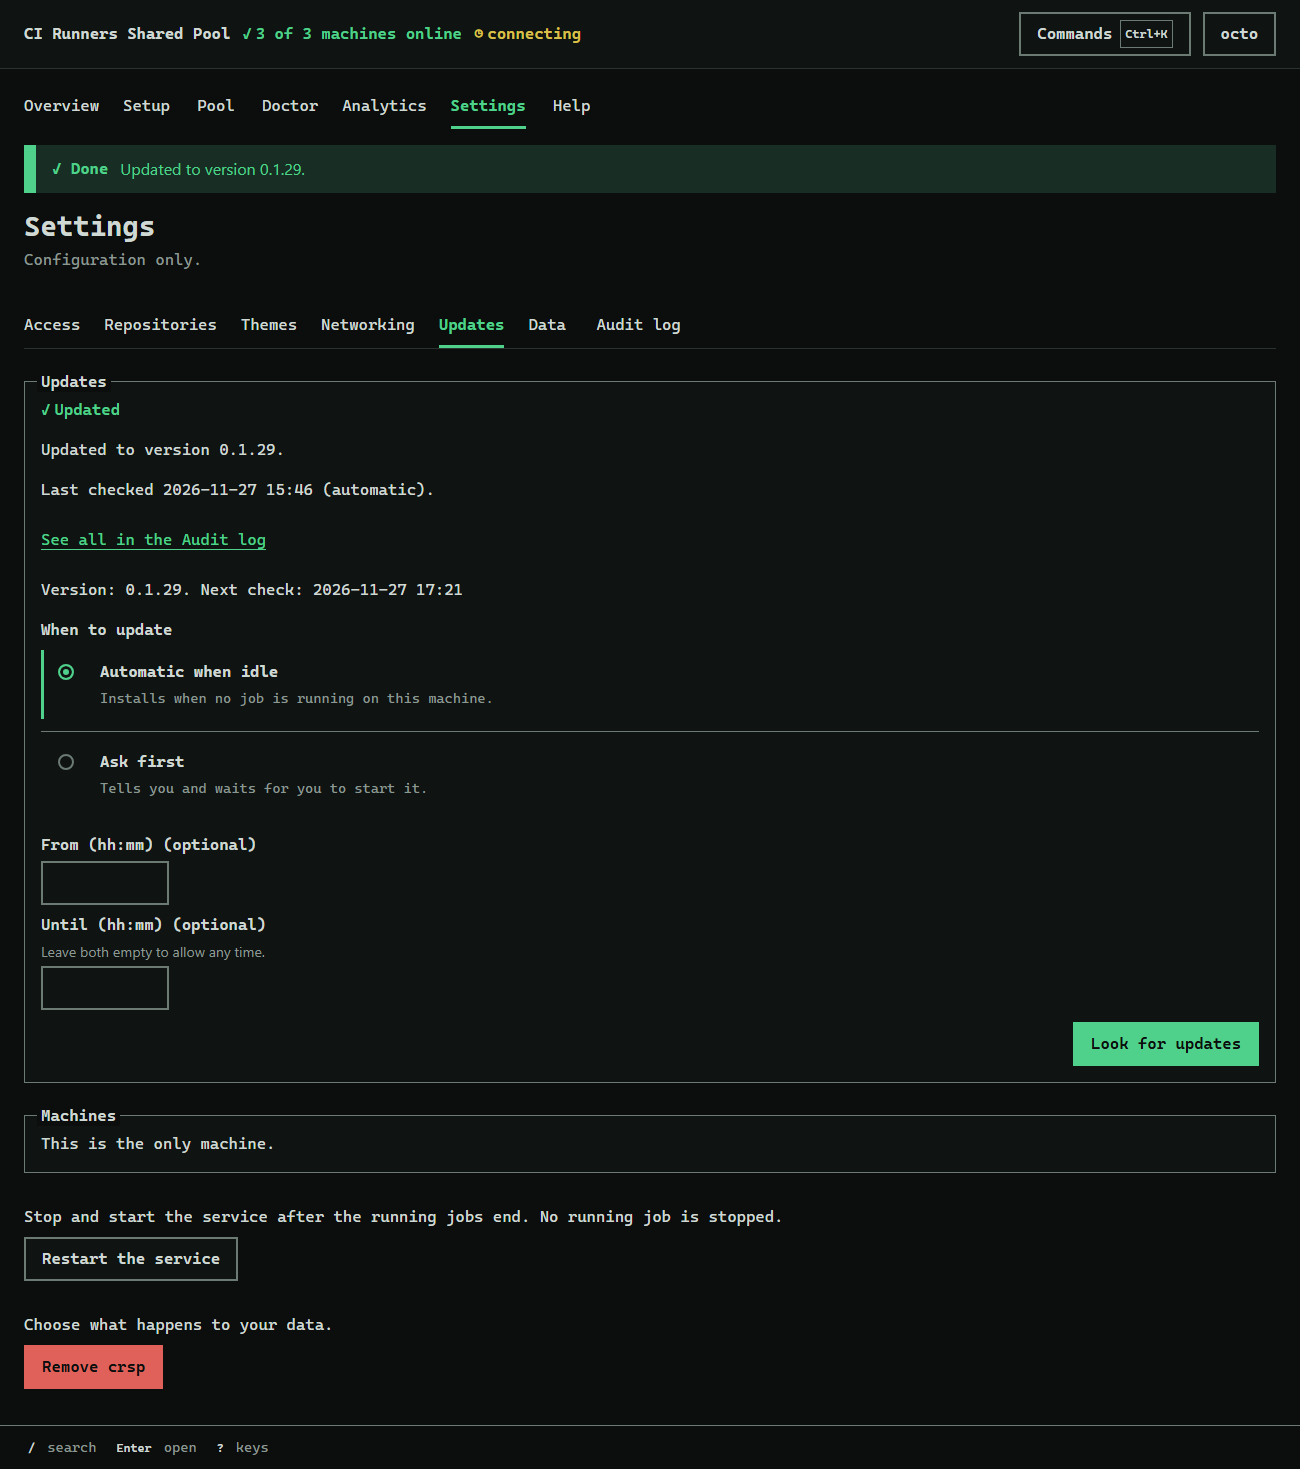 CI Runners Shared Pool ✓ 3 of 3 machines online connecting
Commands Ctrl+K octo
Overview Setup Pool Doctor Analytics Settings Help
✓ Done Updated to version 0.1.29.
Settings
Configuration only.
Access Repositories Themes Networking Updates Data Audit log
Updates
✓ Updated
Updated to version 0.1.29.
Last checked 2026-11-27 15:46 (automatic).
See all in the Audit log
Version: 0.1.29. Next check: 2026-11-27 17:21
When to update
Automatic when idle
Installs when no job is running on this machine.
Ask first
Tells you and waits for you to start it.
From (hh:mm) (optional)
Until (hh:mm) (optional)
Leave both empty to allow any time.
Look for updates
Machines
This is the only machine.
Stop and start the service after the running jobs end. No running job is stopped.
Restart the service
Choose what happens to your data.
Remove crsp
/ search Enter open ? keys